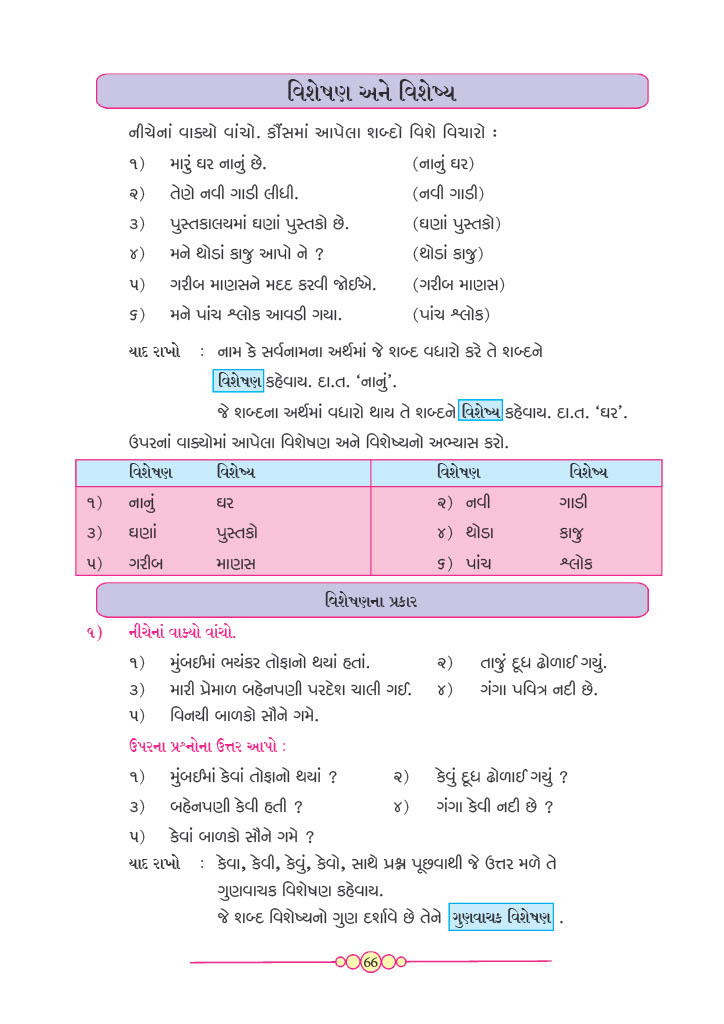 વિશેષણ અને વિશેષ્ય
નીચેનાં વાક્યો વાંચો. કૌંસમાં આપેલા શબ્દો વિશે વિચારો :
૧) મારું ઘર નાનું છે. (નાનું ઘર)
૨) તેણે નવી ગાડી લીધી. (નવી ગાડી)
૩) પુસ્તકાલયમાં ઘણાં પુસ્તકો છે. (ઘણાં પુસ્તકો)
૪) મને થોડાં કાજુ આપો ને ? (થોડાં કાજુ)
૫) ગરીબ માણસને મદદ કરવી જોઈએ. (ગરીબ માણસ)
૬) મને પાંચ શ્લોક આવડી ગયા. (પાંચ શ્લોક)
યાદ રાખો : નામ કે સર્વનામના અર્થમાં જે શબ્દ વધારો કરે તે શબ્દને
વિશેષણ કહેવાય. દા.ત. ‘નાનું’.
જે શબ્દના અર્થમાં વધારો થાય તે શબ્દને વિશેષ્ય કહેવાય. દા.ત. ‘ઘર’.
ઉપરનાં વાક્યોમાં આપેલા વિશેષણ અને વિશેષ્યનો અભ્યાસ કરો.
વિશેષણ વિશેષ્ય વિશેષણ વિશેષ્ય
૧) નાનું ઘર ૨) નવી ગાડી
૩) ઘણાં પુસ્તકો ૪) થોડા કાજુ
૫) ગરીબ માણસ ૬) પાંચ શ્લોક
વિશેષણના પ્રકાર
૧) નીચેનાં વાક્યો વાંચો.
૧) મુંબઈમાં ભયંકર તોફાનો થયાં હતાં. ૨) તાજું દૂધ ઢોળાઈ ગયું.
૩) મારી પ્રેમાળ બહેનપણી પરદેશ ચાલી ગઈ. ૪) ગંગા પવિત્ર નદી છે.
૫) વિનયી બાળકો સૌને ગમે.
ઉપરના પ્રશ્નોના ઉત્તર આપો :
૧) મુંબઈમાં કેવાં તોફાનો થયાં ? ૨) કેવું દૂધ ઢોળાઈ ગયું ?
૩) બહેનપણી કેવી હતી ? ૪) ગંગા કેવી નદી છે ?
૫) કેવાં બાળકો સૌને ગમે ?
યાદ રાખો : કેવા, કેવી, કેવું, કેવો, સાથે પ્રશ્ન પૂછવાથી જે ઉત્તર મળે તે
ગુણવાચક વિશેષણ કહેવાય.
જે શબ્દ વિશેષ્યનો ગુણ દર્શાવે છે તેને ગુણવાચક વિશેષણ .
66